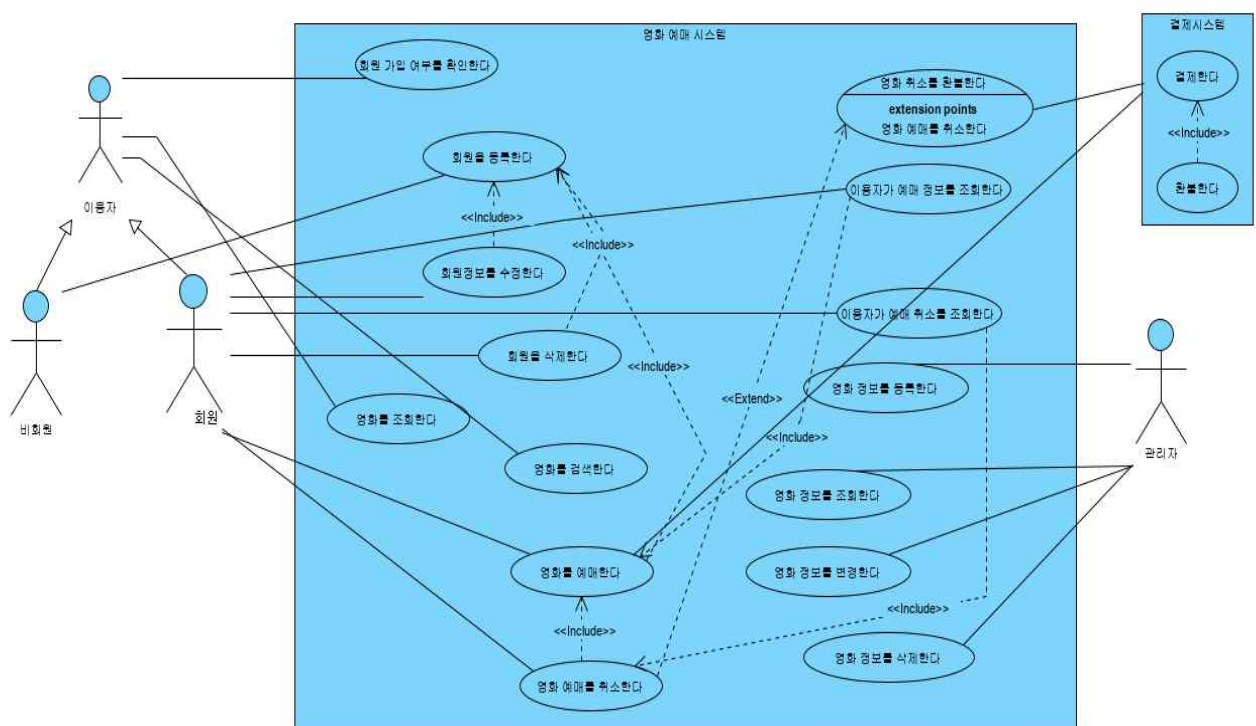 영화 예매 시스템
결제시스템
회원 가입 여부를 확인한다
결제한다
영화 취소를 환불한다
extension points
영화 예매를 취소한다
<<Include>>
회원을 등록한다
이용자가 예매 정보를 조회한다
환불한다
이용자
<<Include>>
<<Include>>
회원정보를 수정한다
이용자가 예매 취소를 조회한다
회원을 삭제한다
<<Include>>
영화 정보를 등록한다
<<Extend>>
영화를 조회한다
회원
비회원
<<Include>>
관리자
영화를 검색한다
영화 정보를 조회한다
영화를 예매한다
영화 정보를 변경한다
<<Include>>
<<Include>>
영화 정보를 삭제한다
영화 예매를 취소한다